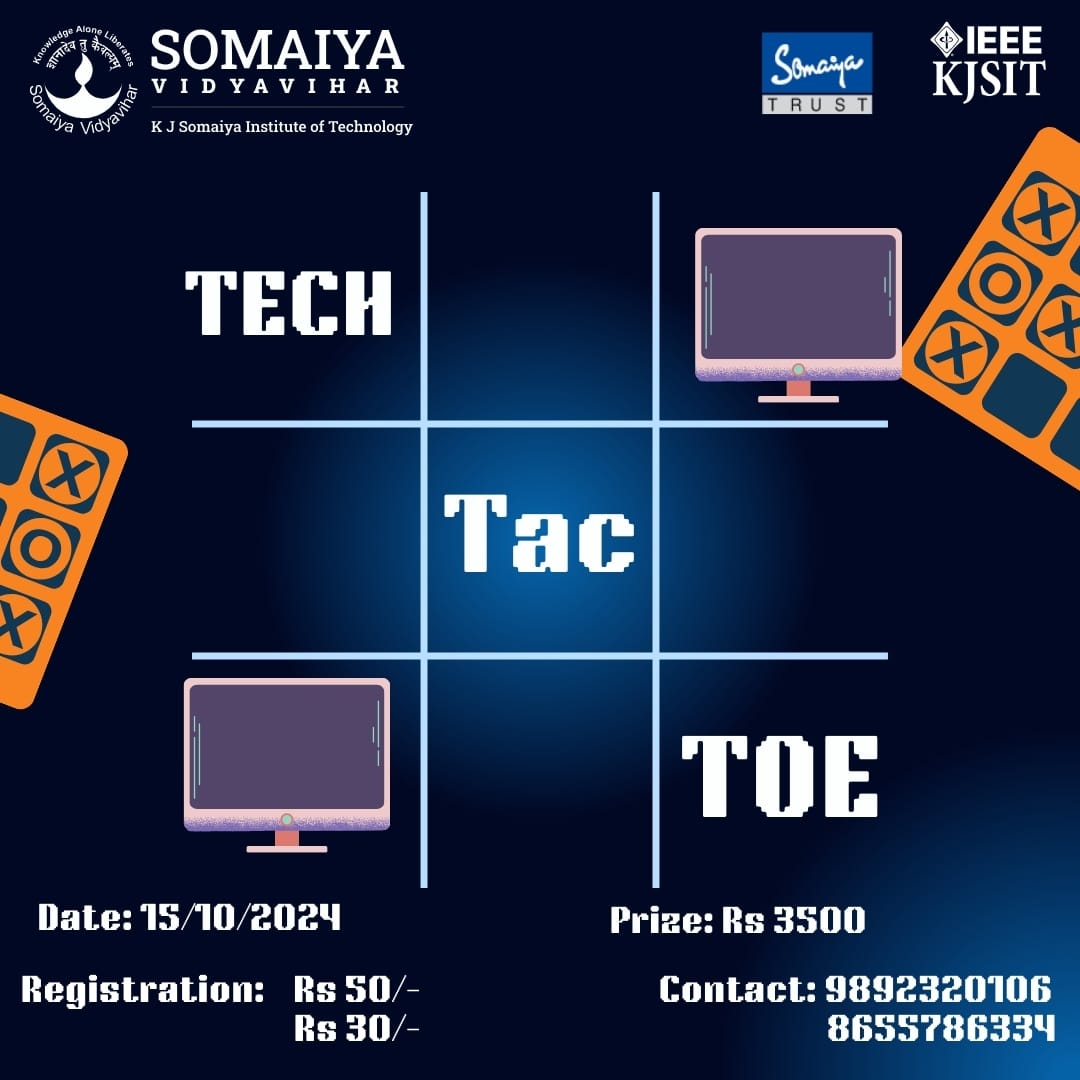 Knowledge Alone Liberates
ज्ञानादेव तु कैवल्यम्
Somaiya Vidyavihar
SOMAIYA
VIDYAVIHAR
K J Somaiya Institute of Technology
Somaiya
TRUST
IEEE
KJSIT
X
O
X
X
TECH
X
O
X
Tac
TOE
Date: 15/10/2024
Prize: Rs 3500
Registration: Rs 50/-
Rs 30/-
Contact: 9892320106
8655786334